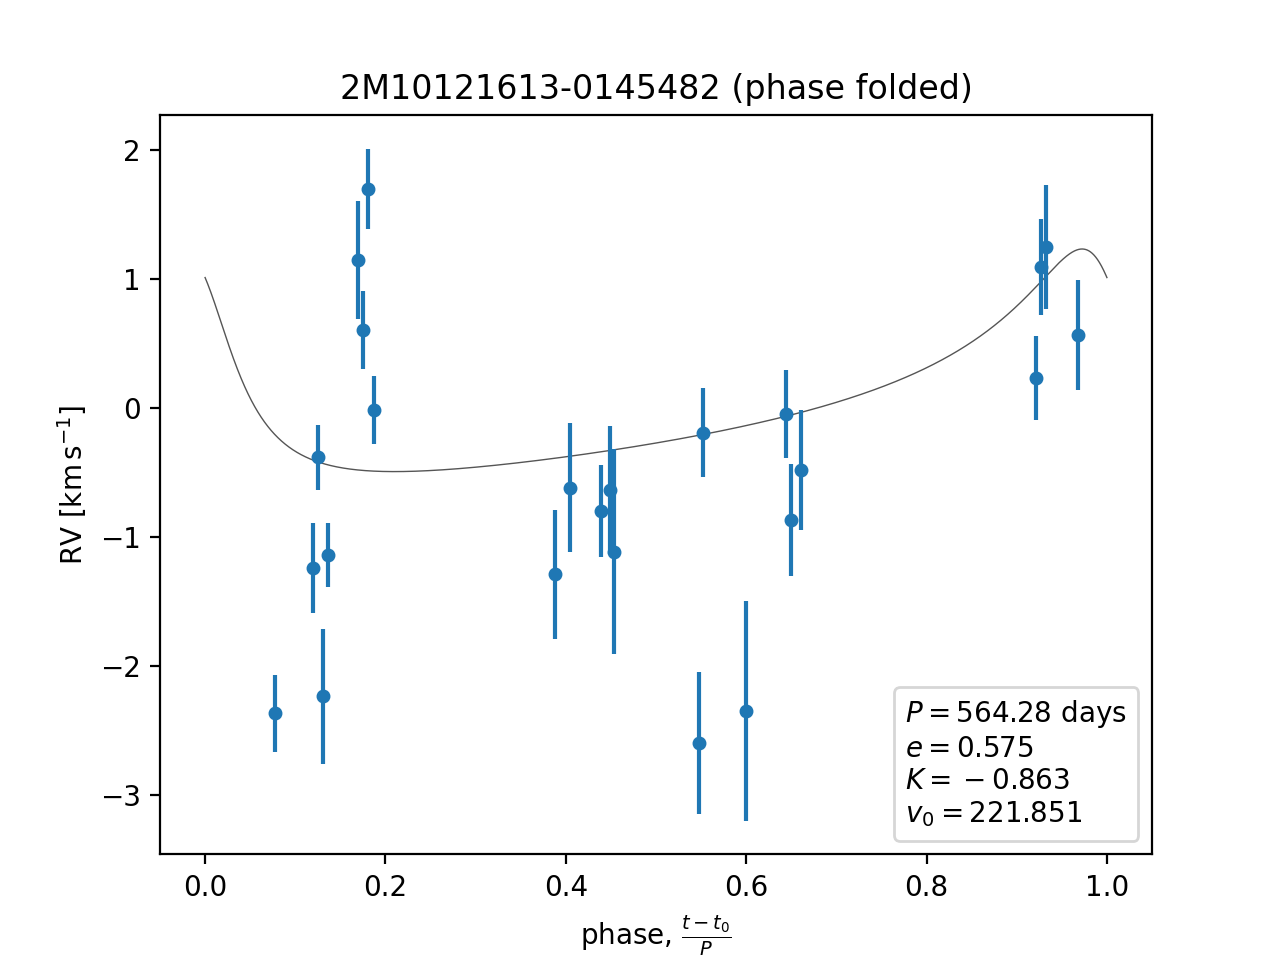 2M10121613-0145482 (phase folded)
RV [km s⁻¹]
2
1
0
−1
−2
−3
P = 564.28 days
e = 0.575
K = −0.863
v₀ = 221.851
0.0 0.2 0.4 0.6 0.8 1.0
phase, (t − t₀)/P